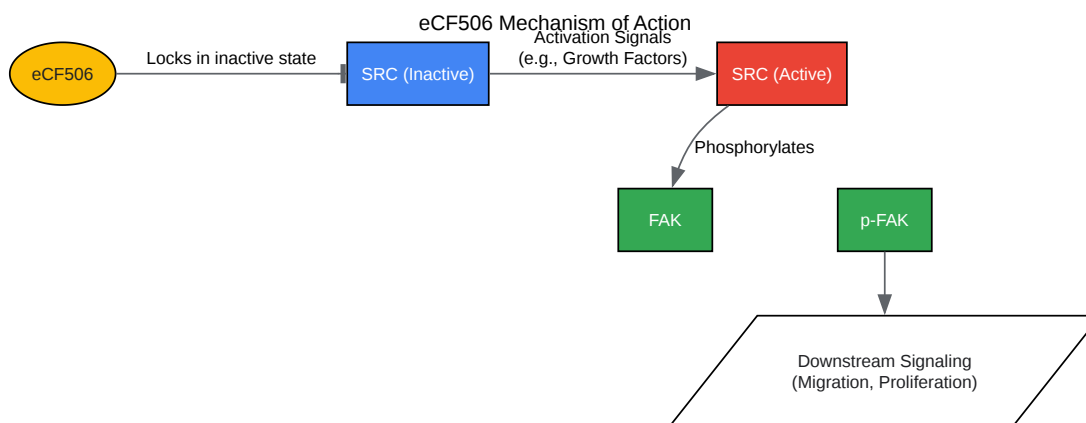 eCF506 Mechanism of Action
eCF506
Locks in inactive state
SRC (Inactive)
Activation Signals
(e.g., Growth Factors)
SRC (Active)
Phosphorylates
FAK
p-FAK
Downstream Signaling
(Migration, Proliferation)